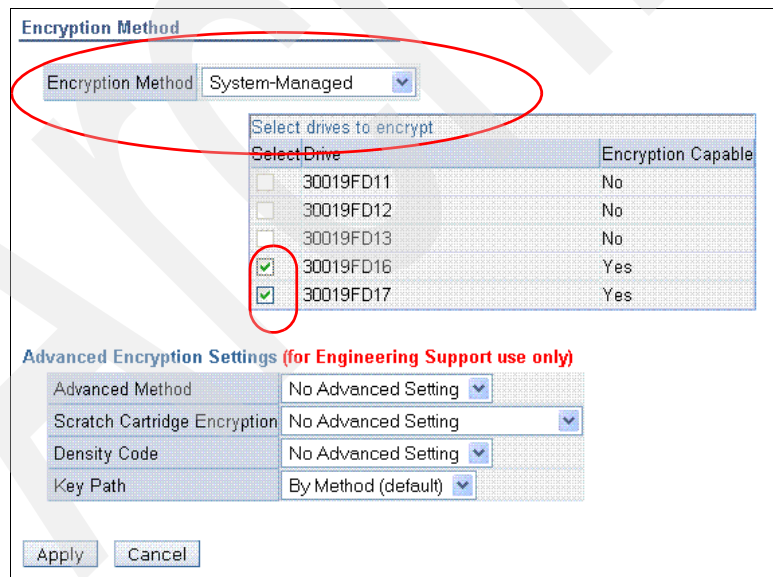 Encryption Method
Encryption Method System-Managed
Select drives to encrypt
Select Drive Encryption Capable
30019FD11 No
30019FD12 No
30019FD13 No
30019FD16 Yes
30019FD17 Yes
Advanced Encryption Settings (for Engineering Support use only)
Advanced Method No Advanced Setting
Scratch Cartridge Encryption No Advanced Setting
Density Code No Advanced Setting
Key Path By Method (default)
Apply Cancel